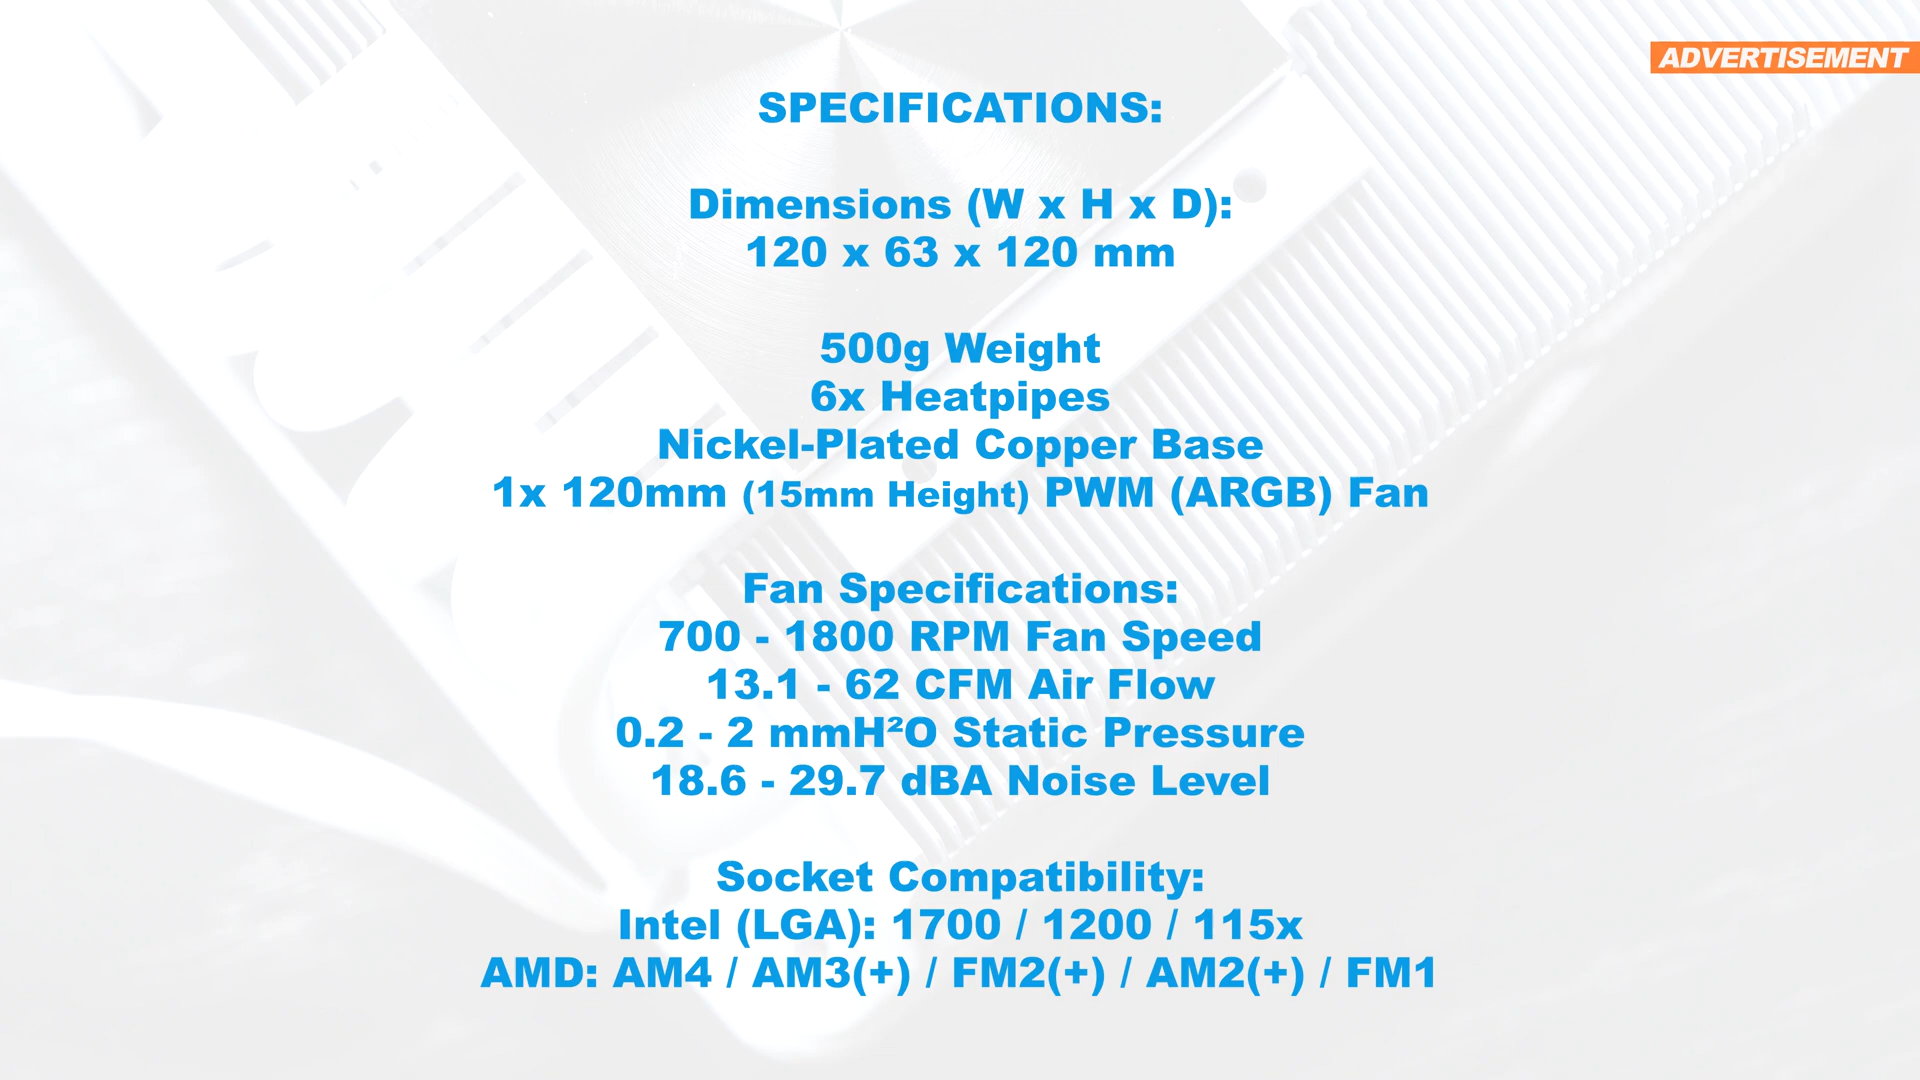 ADVERTISEMENT
SPECIFICATIONS:
Dimensions (W x H x D):
120 x 63 x 120 mm
500g Weight
6x Heatpipes
Nickel-Plated Copper Base
1x 120mm (15mm Height) PWM (ARGB) Fan
Fan Specifications:
700 - 1800 RPM Fan Speed
13.1 - 62 CFM Air Flow
0.2 - 2 mmH²O Static Pressure
18.6 - 29.7 dBA Noise Level
Socket Compatibility:
Intel (LGA): 1700 / 1200 / 115x
AMD: AM4 / AM3(+) / FM2(+) / AM2(+) / FM1